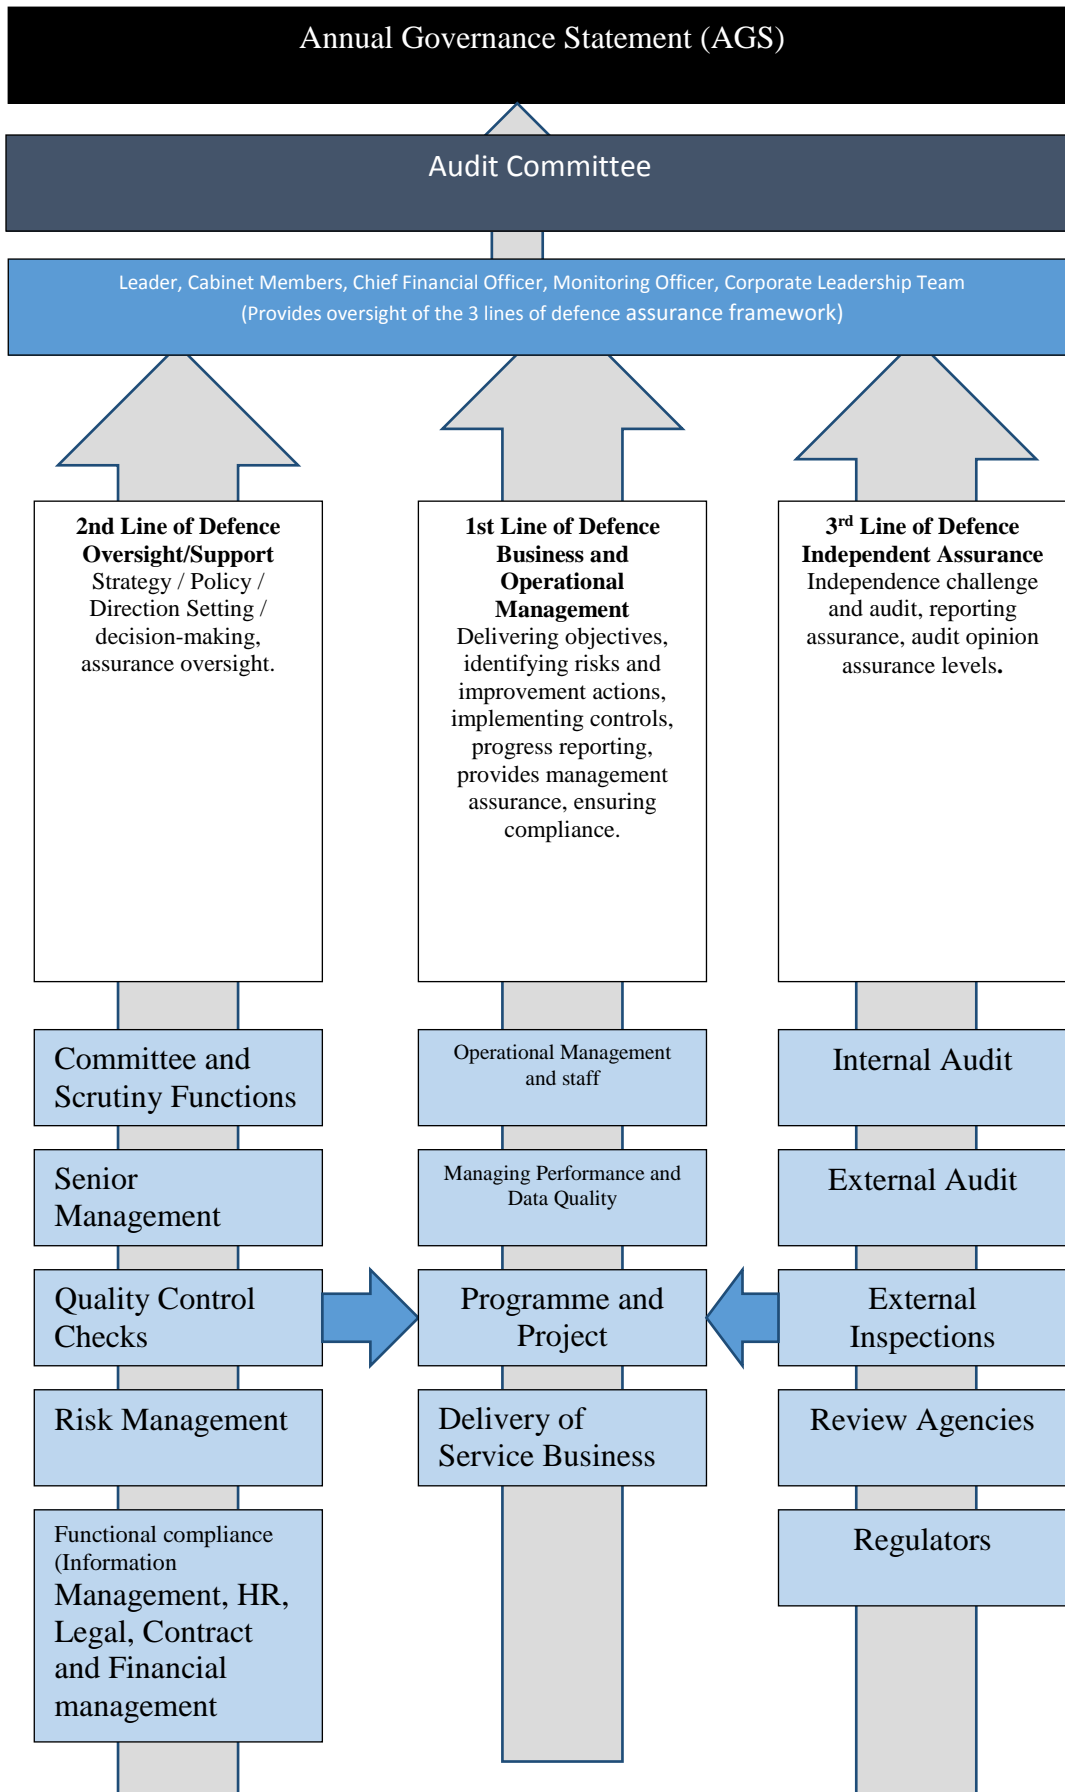 Annual Governance Statement (AGS)
Audit Committee
Leader, Cabinet Members, Chief Financial Officer, Monitoring Officer, Corporate Leadership Team
(Provides oversight of the 3 lines of defence assurance framework)
2nd Line of Defence
Oversight/Support
Strategy / Policy /
Direction Setting /
decision-making,
assurance oversight.
1st Line of Defence
Business and
Operational
Management
Delivering objectives,
identifying risks and
improvement actions,
implementing controls,
progress reporting,
provides management
assurance, ensuring
compliance.
3rd Line of Defence
Independent Assurance
Independence challenge
and audit, reporting
assurance, audit opinion
assurance levels.
Committee and
Scrutiny Functions
Senior
Management
Quality Control
Checks
Risk Management
Functional compliance
(Information
Management, HR,
Legal, Contract
and Financial
management
Operational Management
and staff
Managing Performance and
Data Quality
Programme and
Project
Delivery of
Service Business
Internal Audit
External Audit
External
Inspections
Review Agencies
Regulators